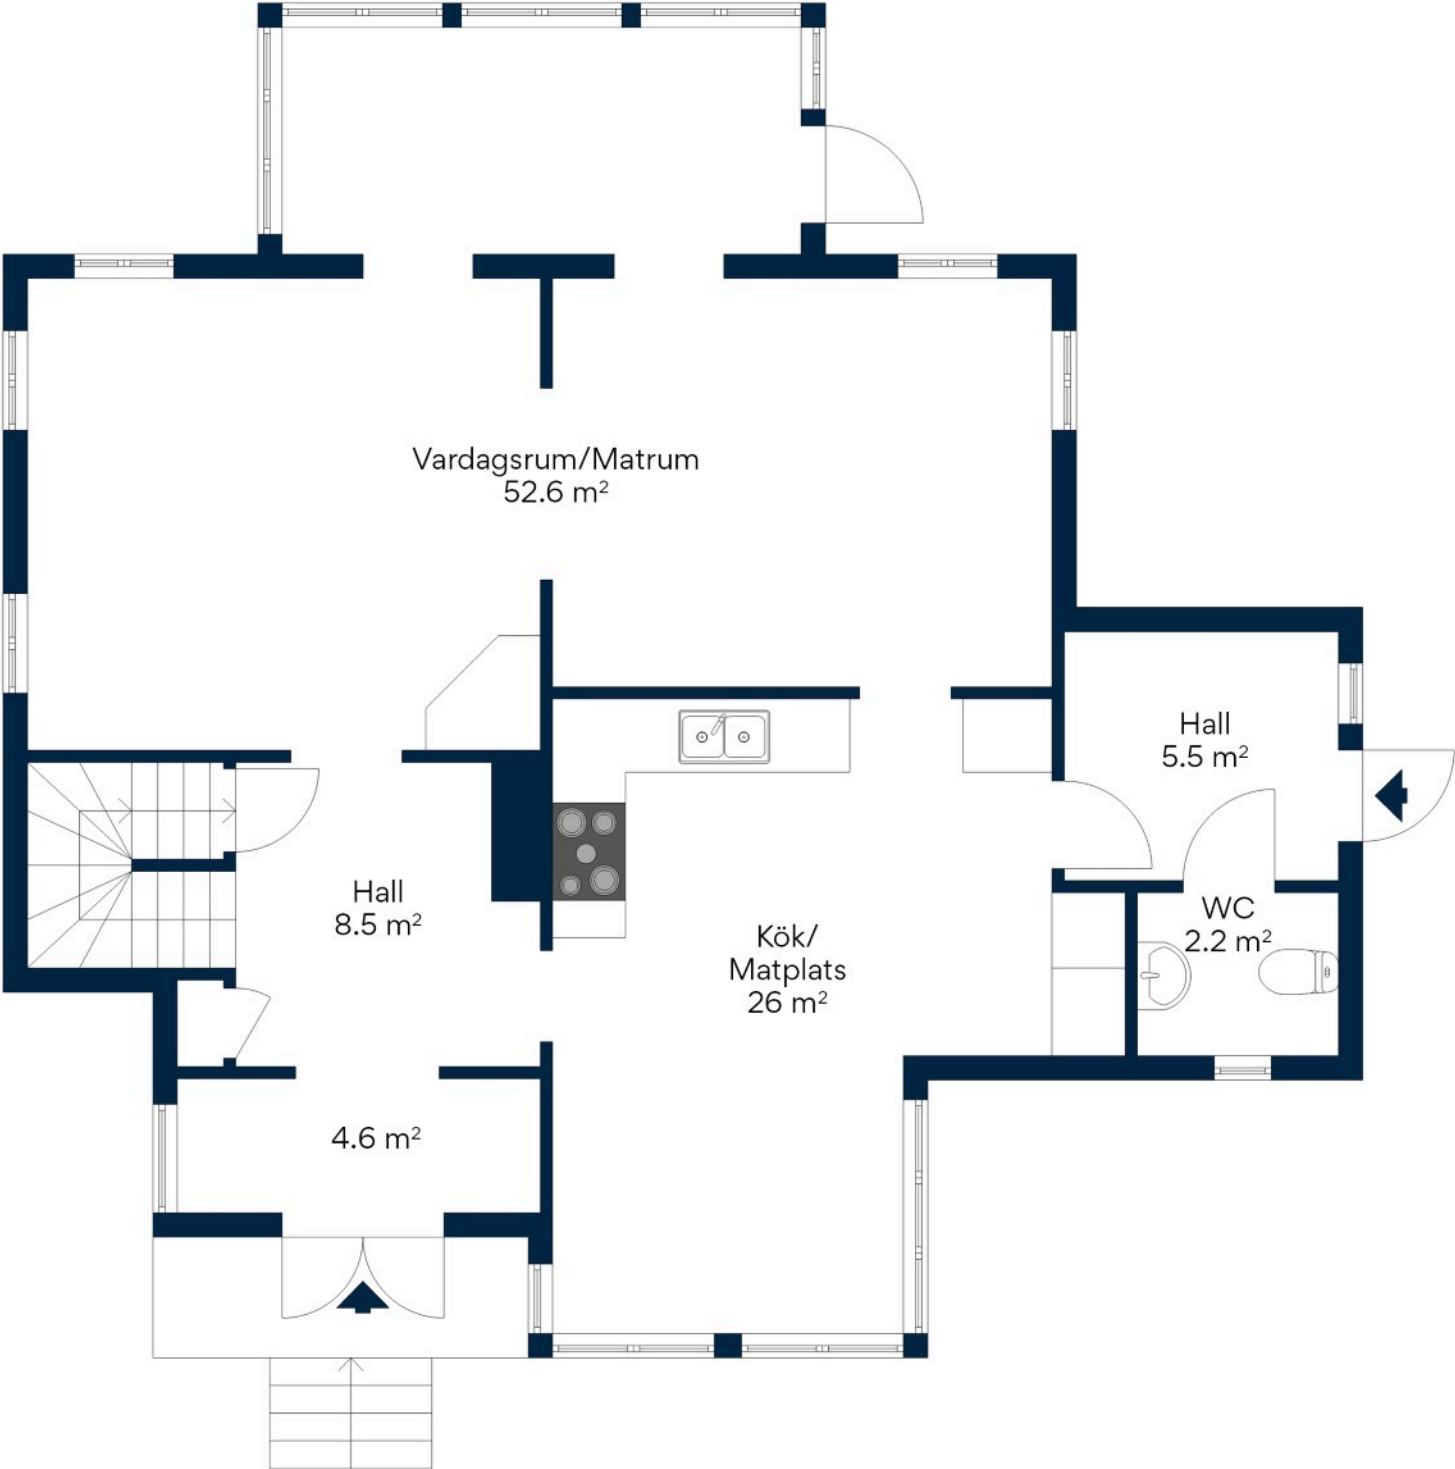 Vardagsrum/Matrum
52.6 m²
Hall
5.5 m²
Hall
8.5 m²
WC
2.2 m²
Kök/
Matplats
26 m²
4.6 m²